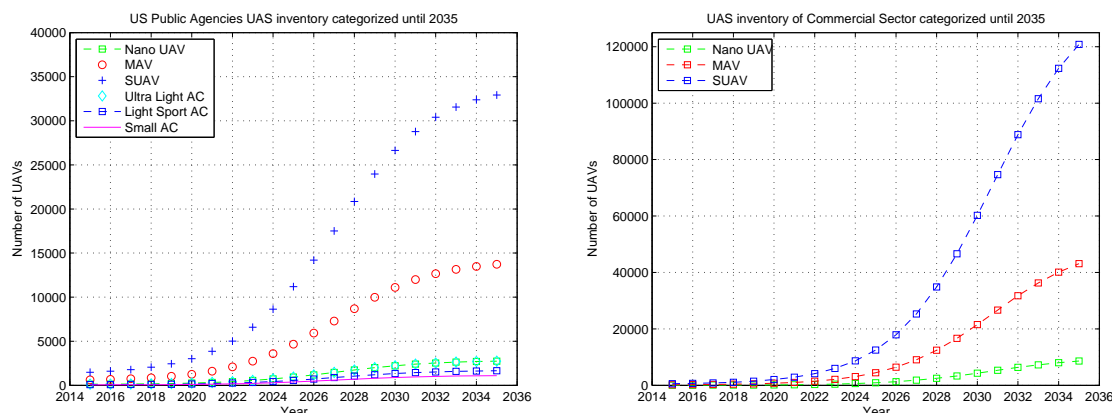 US Public Agencies UAS inventory categorized until 2035
40000
35000
30000
25000
20000
15000
10000
5000
0
Number of UAVs
Nano UAV
MAV
SUAV
Ultra Light AC
Light Sport AC
Small AC
2014 2016 2018 2020 2022 2024 2026 2028 2030 2032 2034 2036
Year
UAS inventory of Commercial Sector categorized until 2035
120000
100000
80000
60000
40000
20000
0
Number of UAVs
Nano UAV
MAV
SUAV
2014 2016 2018 2020 2022 2024 2026 2028 2030 2032 2034 2036
Year